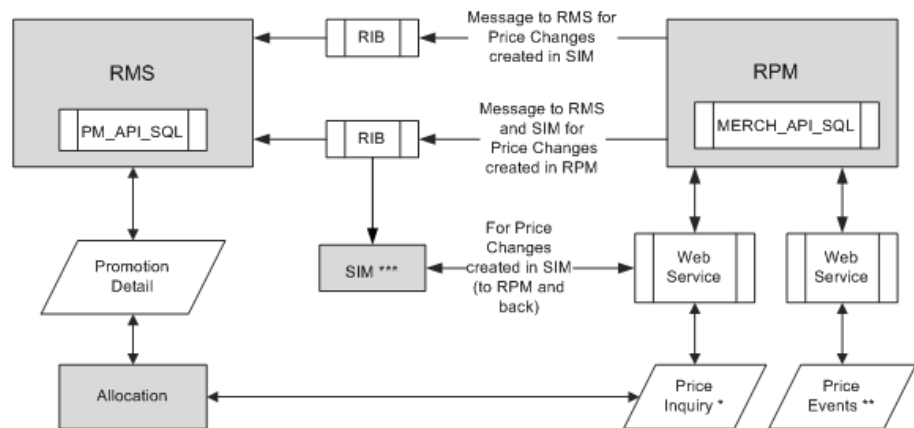 RMS
PM_API_SQL
RIB
Message to RMS for
Price Changes
created in SIM
RPM
MERCH_API_SQL
RIB
Message to RMS
and SIM for
Price Changes
created in RPM
Promotion
Detail
SIM ***
For Price
Changes
created in SIM
(to RPM and
back)
Web
Service
Web
Service
Allocation
Price
Inquiry *
Price
Events **